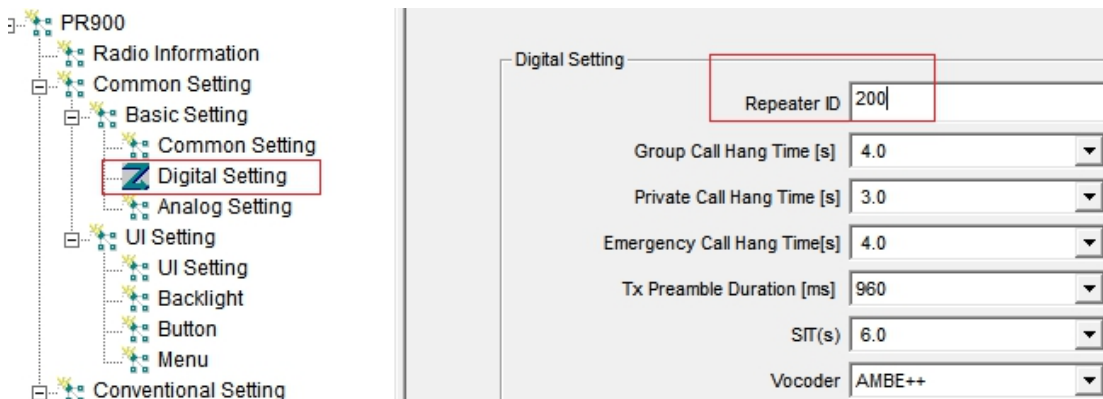 PR900
Radio Information
Common Setting
Basic Setting
Common Setting
Digital Setting
Analog Setting
UI Setting
UI Setting
Backlight
Button
Menu
Conventional Setting
Digital Setting
Repeater ID 200
Group Call Hang Time [s] 4.0
Private Call Hang Time [s] 3.0
Emergency Call Hang Time[s] 4.0
Tx Preamble Duration [ms] 960
SIT(s) 6.0
Vocoder AMBE++